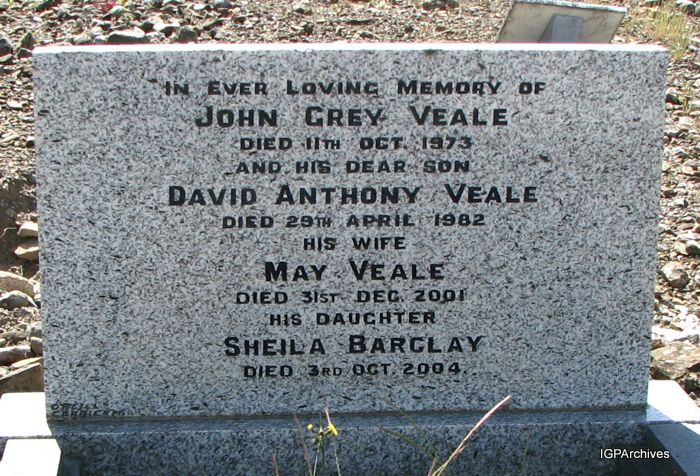 IN EVER LOVING MEMORY OF
JOHN GREY VEALE
DIED 11TH OCT. 1973
AND HIS DEAR SON
DAVID ANTHONY VEALE
DIED 29TH APRIL 1982
HIS WIFE
MAY VEALE
DIED 31ST DEC. 2001
HIS DAUGHTER
SHEILA BARCLAY
DIED 3RD OCT 2004.
IGPArchives